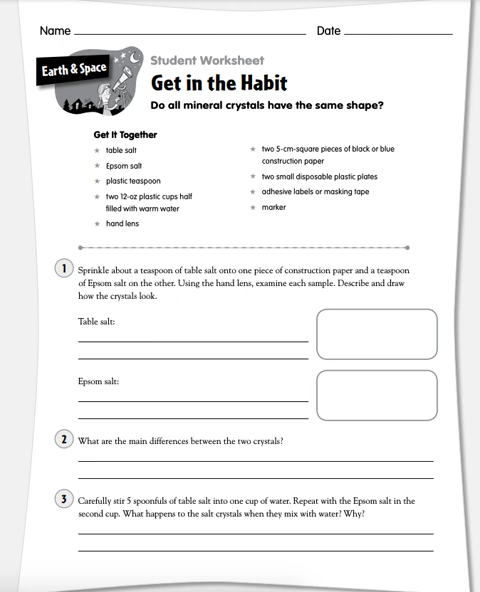 Name Date
Earth & Space
Student Worksheet
Get in the Habit
Do all mineral crystals have the same shape?
Get It Together
table salt
Epsom salt
plastic teaspoon
two 12-oz plastic cups half
filled with warm water
hand lens
two 5-cm-square pieces of black or blue
construction paper
two small disposable plastic plates
adhesive labels or masking tape
marker
1 Sprinkle about a teaspoon of table salt onto one piece of construction paper and a teaspoon
of Epsom salt on the other. Using the hand lens, examine each sample. Describe and draw
how the crystals look.
Table salt:
Epsom salt:
2 What are the main differences between the two crystals?
3 Carefully stir 5 spoonfuls of table salt into one cup of water. Repeat with the Epsom salt in the
second cup. What happens to the salt crystals when they mix with water? Why?